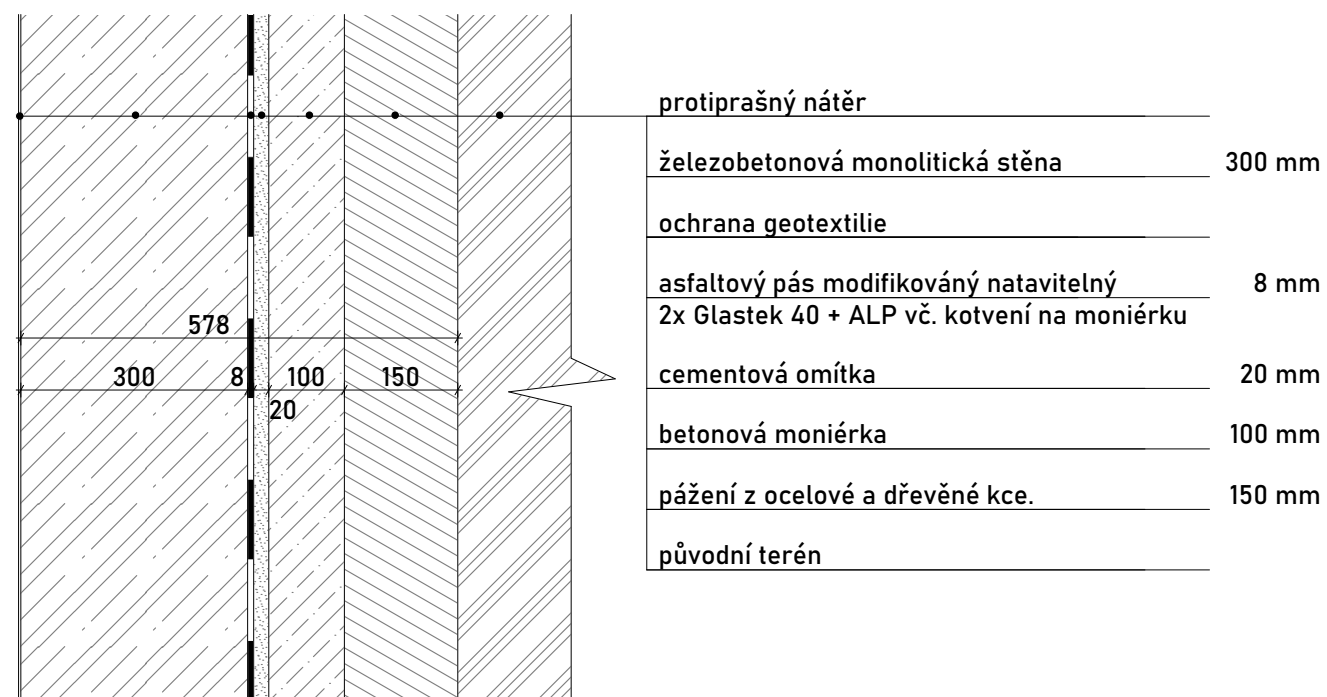 protiprašný nátěr
železobetonová monolitická stěna 300 mm
ochrana geotextilie
asfaltový pás modifikováný natavitelný 8 mm
2x Glastek 40 + ALP vč. kotvení na moniérku
cementová omítka 20 mm
betonová moniérka 100 mm
pážení z ocelové a dřevěné kce. 150 mm
původní terén
578
300 8 100 150
20